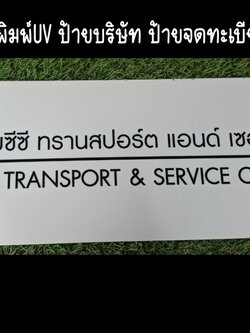 พิมพ์UV ป้ายบริษัท ป้ายจดทะเบี
ซีซี ทรานสปอร์ต แอนด์ เซอ
TRANSPORT & SERVICE C